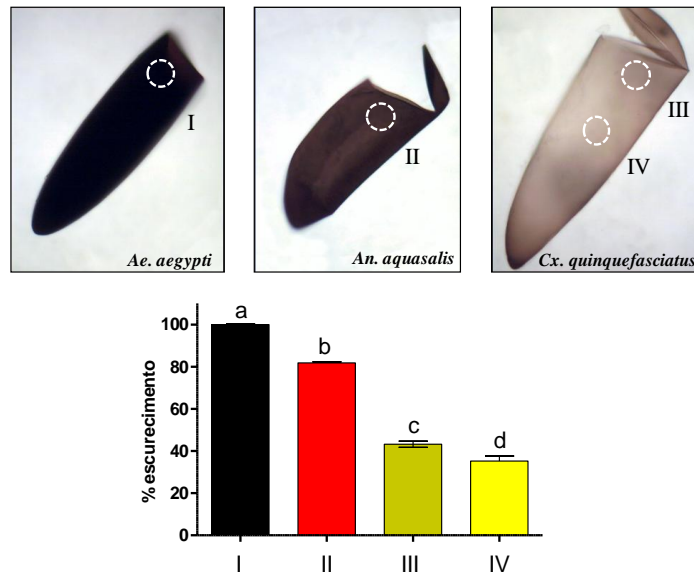 I
Ae. aegypti
II
An. aquasalis
III
IV
Cx. quinquefasciatus
% escurecimento
100
80
60
40
20
0
a
b
c
d
I
II
III
IV